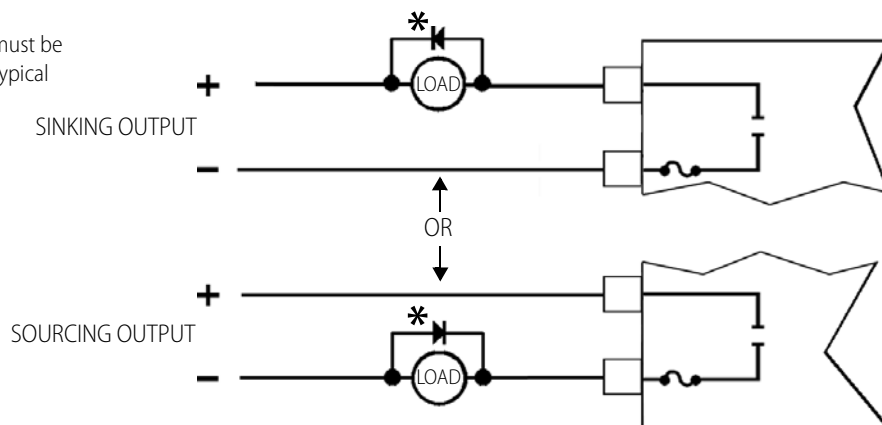 must be
ypical
*
+ LOAD
SINKING OUTPUT
-
OR
+
*
SOURCING OUTPUT
- LOAD